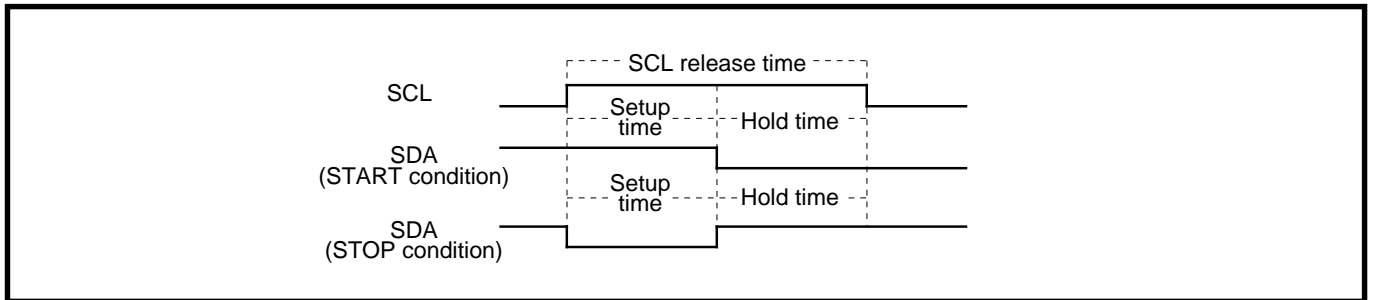 SCL release time
SCL
Setup
time
Hold time
SDA
(START condition)
Setup
time
Hold time
SDA
(STOP condition)